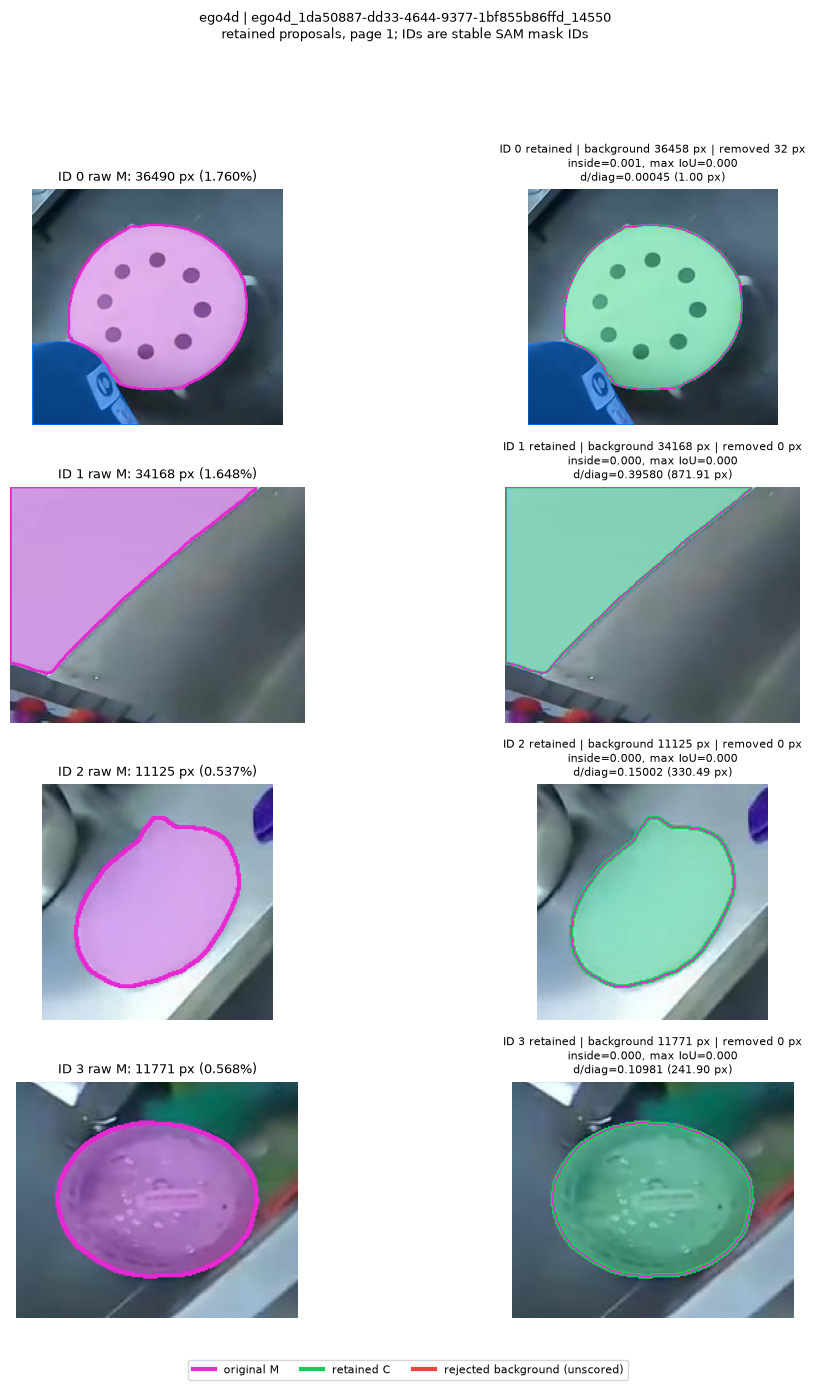 ego4d | ego4d_1da50887-dd33-4644-9377-1bf855b86ffd_14550
retained proposals, page 1; IDs are stable SAM mask IDs
ID 0 raw M: 36490 px (1.760%)
ID 0 retained | background 36458 px | removed 32 px
inside=0.001, max IoU=0.000
d/diag=0.00045 (1.00 px)
ID 1 raw M: 34168 px (1.648%)
ID 1 retained | background 34168 px | removed 0 px
inside=0.000, max IoU=0.000
d/diag=0.39580 (871.91 px)
ID 2 raw M: 11125 px (0.537%)
ID 2 retained | background 11125 px | removed 0 px
inside=0.000, max IoU=0.000
d/diag=0.15002 (330.49 px)
ID 3 raw M: 11771 px (0.568%)
ID 3 retained | background 11771 px | removed 0 px
inside=0.000, max IoU=0.000
d/diag=0.10981 (241.90 px)
original M
retained C
rejected background (unscored)